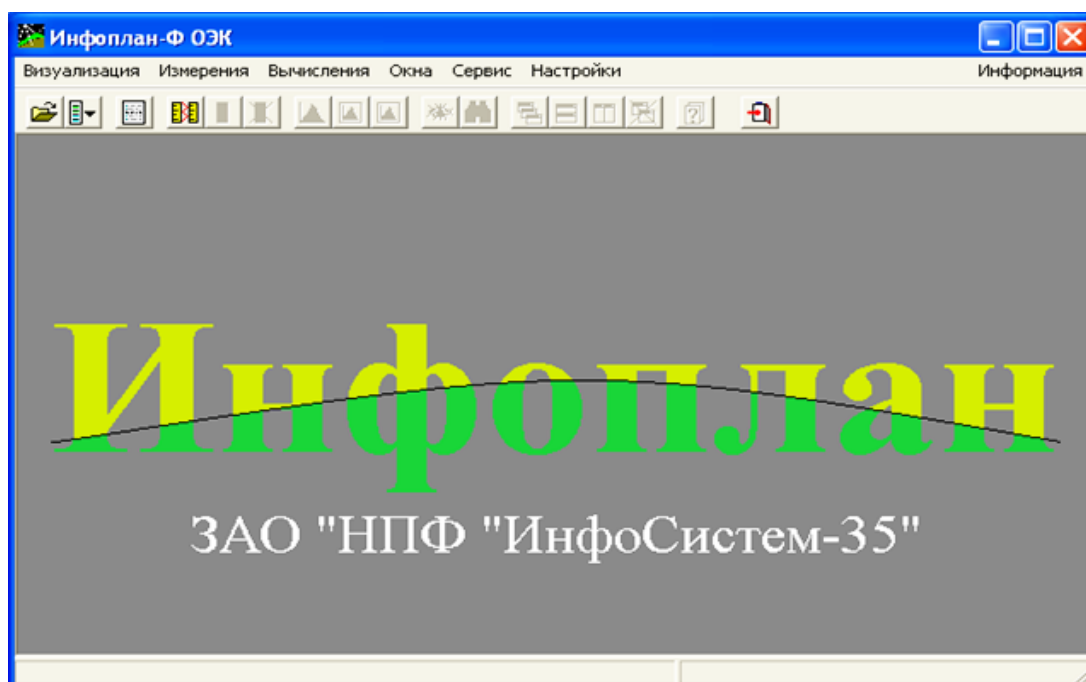 Инфоплан-Ф ОЭК
Визуализация Измерения Вычисления Окна Сервис Настройки Информация
Инфоплан
ЗАО "НПФ "ИнфоСистем-35"